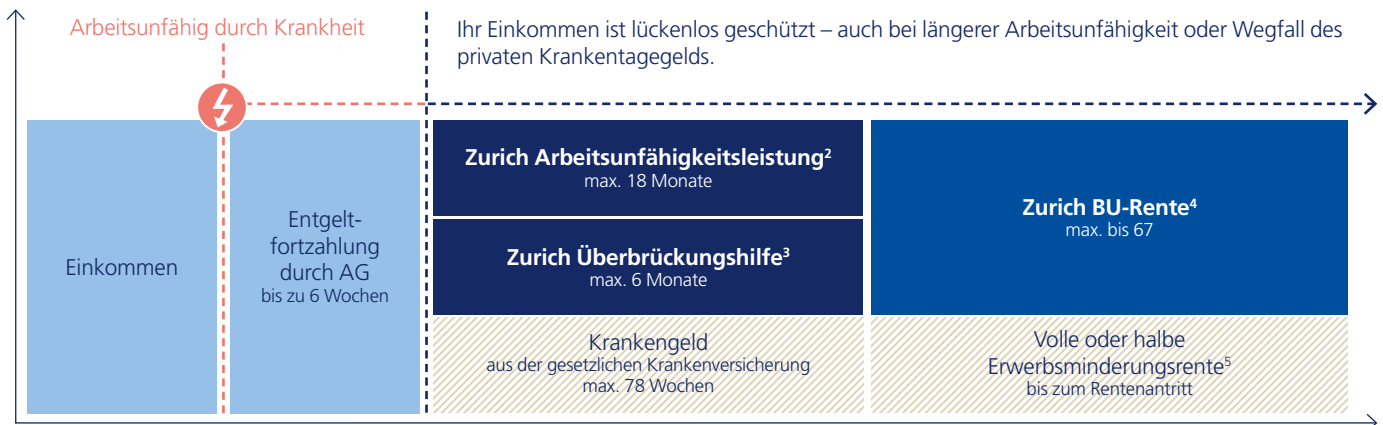 Arbeitsunfähig durch Krankheit
Ihr Einkommen ist lückenlos geschützt – auch bei längerer Arbeitsunfähigkeit oder Wegfall des
privaten Krankentagegelds.
Einkommen
Entgelt-
fortzahlung
durch AG
bis zu 6 Wochen
Zurich Arbeitsunfähigkeitsleistung²
max. 18 Monate
Zurich Überbrückungshilfe³
max. 6 Monate
Krankengeld
aus der gesetzlichen Krankenversicherung
max. 78 Wochen
Zurich BU-Rente⁴
max. bis 67
Volle oder halbe
Erwerbsminderungsrente⁵
bis zum Rentenantritt